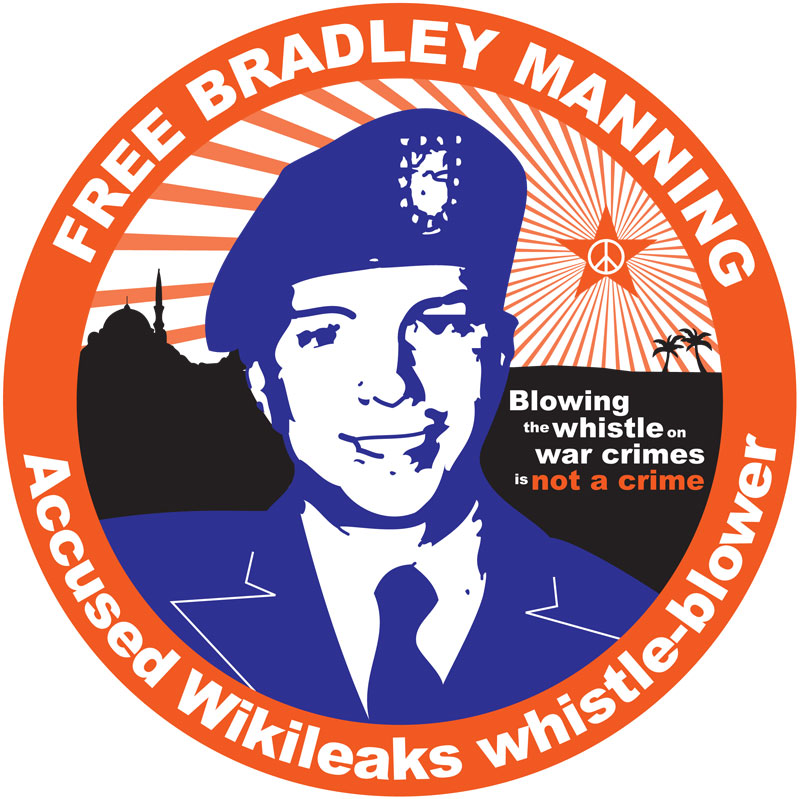 FREE BRADLEY MANNING
Blowing
the whistle on
war crimes
is not a crime
Accused Wikileaks whistle-blower